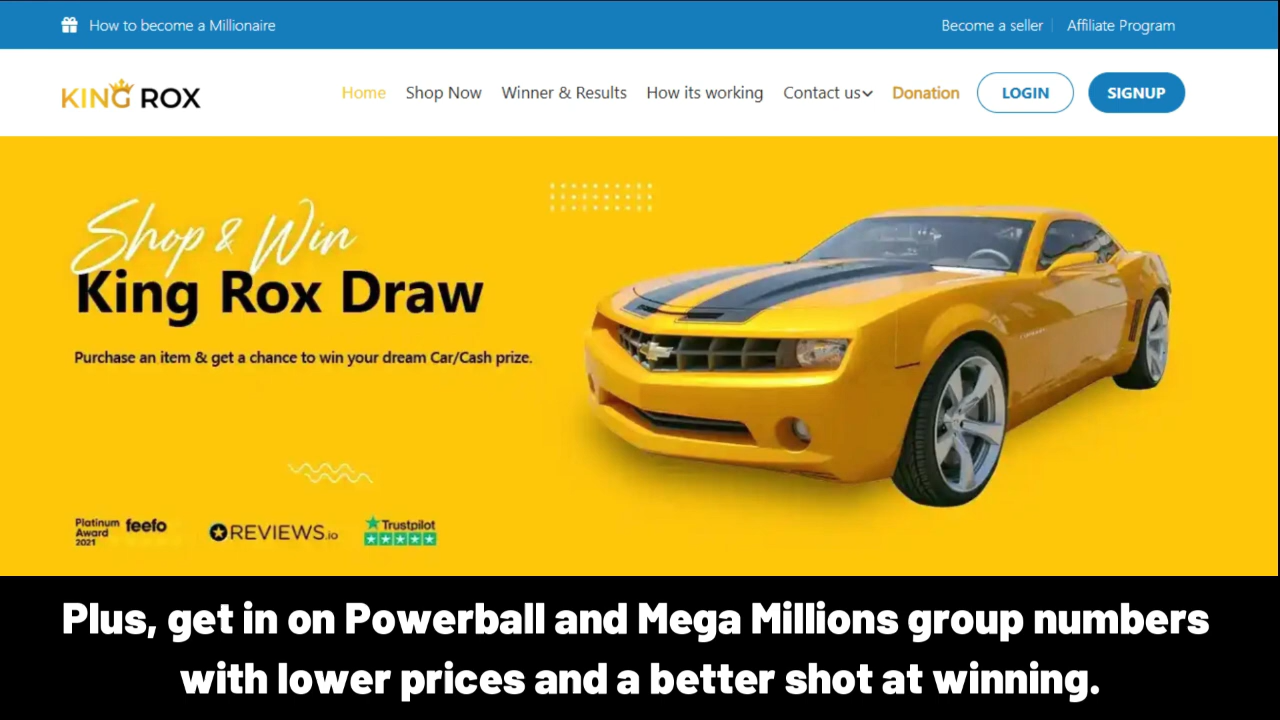 How to become a Millionaire
Become a seller
Affiliate Program
KING ROX
Home
Shop Now
Winner & Results
How its working
Contact us
Donation
LOGIN
SIGNUP
Shop & Win
King Rox Draw
Purchase an item & get a chance to win your dream Car/Cash prize.
Platinum
Award
2021
feefo
REVIEWS.io
Trustpilot
Plus, get in on Powerball and Mega Millions group numbers
with lower prices and a better shot at winning.